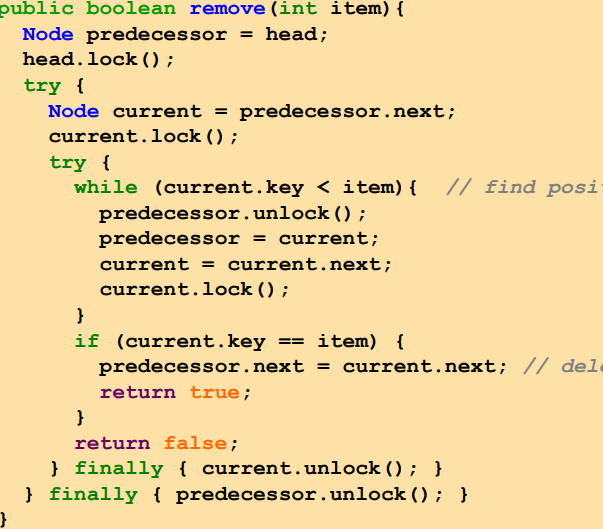 public boolean remove(int item){
  Node predecessor = head;
  head.lock();
  try {
    Node current = predecessor.next;
    current.lock();
    try {
      while (current.key < item){  // find
        predecessor.unlock();
        predecessor = current;
        current = current.next;
        current.lock();
      }
      if (current.key == item) {
        predecessor.next = current.next; //
        return true;
      }
      return false;
    } finally { current.unlock(); }
  } finally { predecessor.unlock(); }
}